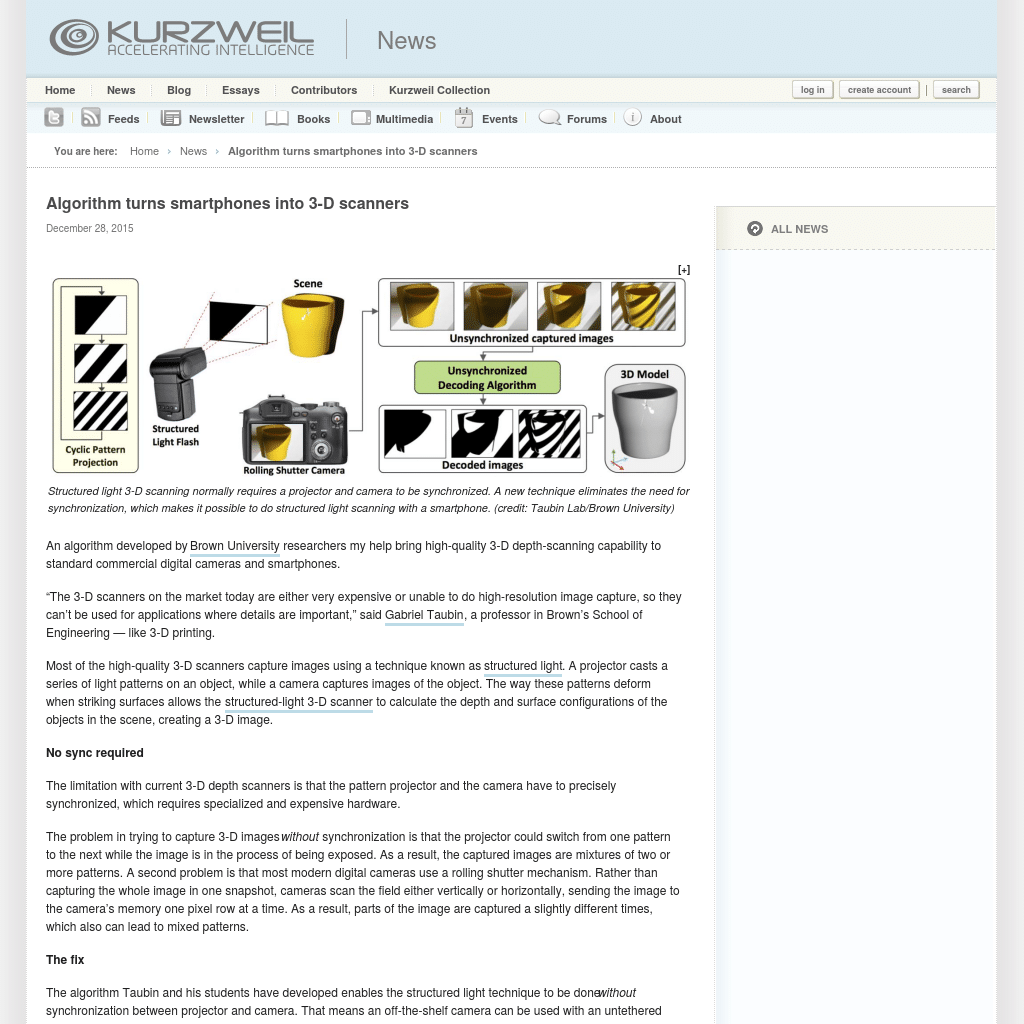 KURZWEIL
ACCELERATING INTELLIGENCE
News
Home
News
Blog
Essays
Contributors
Kurzweil Collection
log in
create account
|
search
Feeds
Newsletter
Books
Multimedia
7
Events
Forums
About
You are here: Home › News › Algorithm turns smartphones into 3-D scanners
Algorithm turns smartphones into 3-D scanners
December 28, 2015
ALL NEWS
[+]
Scene
Unsynchronized captured images
Unsynchronized
Decoding Algorithm
3D Model
Structured
Light Flash
Cyclic Pattern
Projection
Rolling Shutter Camera
Decoded images
Structured light 3-D scanning normally requires a projector and camera to be synchronized. A new technique eliminates the need for
synchronization, which makes it possible to do structured light scanning with a smartphone. (credit: Taubin Lab/Brown University)
An algorithm developed by Brown University researchers my help bring high-quality 3-D depth-scanning capability to
standard commercial digital cameras and smartphones.
“The 3-D scanners on the market today are either very expensive or unable to do high-resolution image capture, so they
can’t be used for applications where details are important,” said Gabriel Taubin, a professor in Brown’s School of
Engineering — like 3-D printing.
Most of the high-quality 3-D scanners capture images using a technique known as structured light. A projector casts a
series of light patterns on an object, while a camera captures images of the object. The way these patterns deform
when striking surfaces allows the structured-light 3-D scanner to calculate the depth and surface configurations of the
objects in the scene, creating a 3-D image.
No sync required
The limitation with current 3-D depth scanners is that the pattern projector and the camera have to precisely
synchronized, which requires specialized and expensive hardware.
The problem in trying to capture 3-D images without synchronization is that the projector could switch from one pattern
to the next while the image is in the process of being exposed. As a result, the captured images are mixtures of two or
more patterns. A second problem is that most modern digital cameras use a rolling shutter mechanism. Rather than
capturing the whole image in one snapshot, cameras scan the field either vertically or horizontally, sending the image to
the camera’s memory one pixel row at a time. As a result, parts of the image are captured a slightly different times,
which also can lead to mixed patterns.
The fix
The algorithm Taubin and his students have developed enables the structured light technique to be done without
synchronization between projector and camera. That means an off-the-shelf camera can be used with an untethered